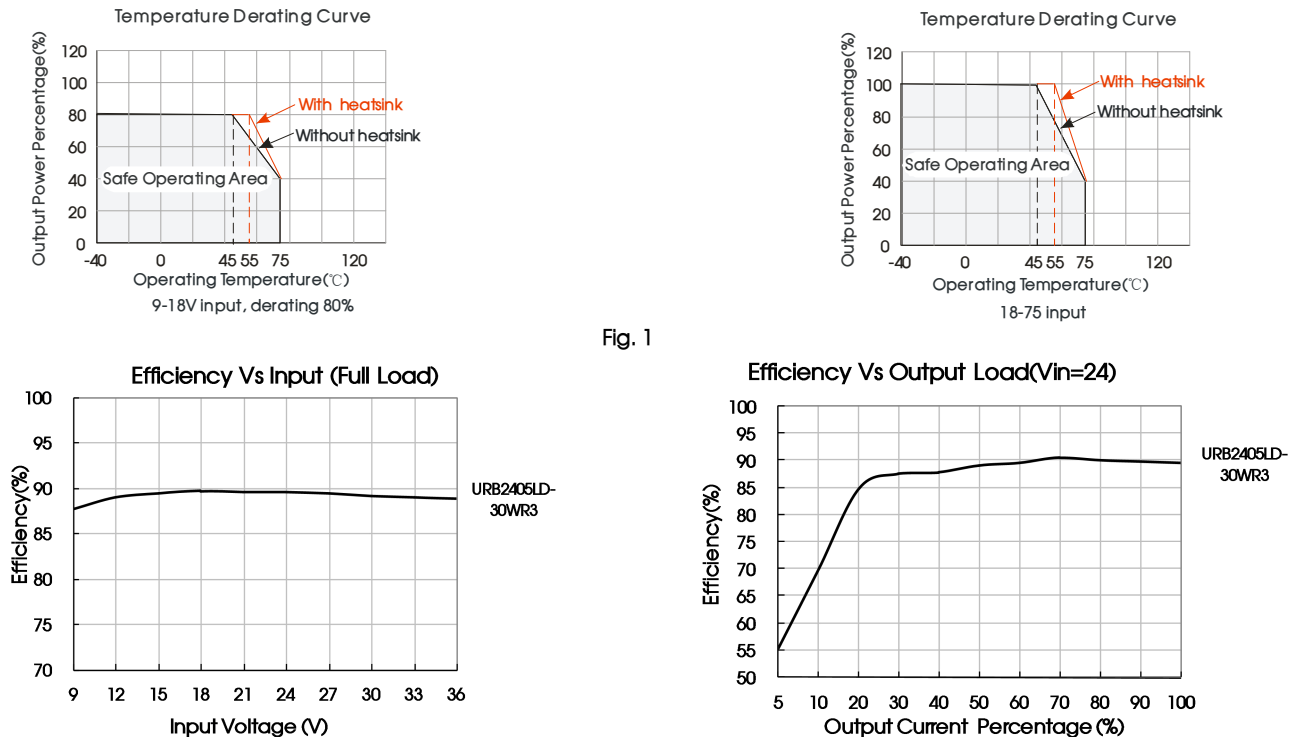 Temperature Derating Curve
Output Power Percentage(%)
120
100
80
60
40
20
0
With heatsink
Without heatsink
Safe Operating Area
-40
0
45
55
75
120
Operating Temperature(℃)
9-18V input, derating 80%
Temperature Derating Curve
Output Power Percentage(%)
120
100
80
60
40
20
0
With heatsink
Without heatsink
Safe Operating Area
-40
0
45
55
75
120
Operating Temperature(℃)
18-75 input
Fig. 1
Efficiency Vs Input (Full Load)
Efficiency(%)
100
95
90
85
80
75
70
URB2405LD-
30WR3
9
12
15
18
21
24
27
30
33
36
Input Voltage (V)
Efficiency Vs Output Load(Vin=24)
Efficiency(%)
100
95
90
85
80
75
70
65
60
55
50
URB2405LD-
30WR3
5
10
20
30
40
50
60
70
80
90
100
Output Current Percentage (%)